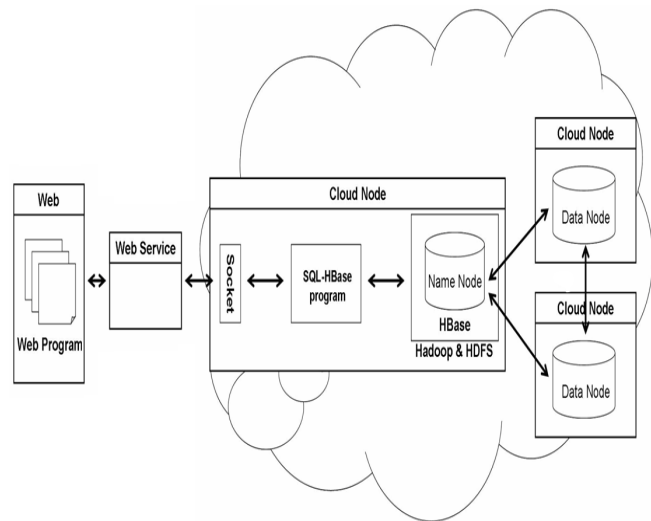 Web
Web Program
Web Service
Cloud Node
Socket
SQL-HBase
program
Name Node
HBase
Hadoop & HDFS
Cloud Node
Data Node
Cloud Node
Data Node